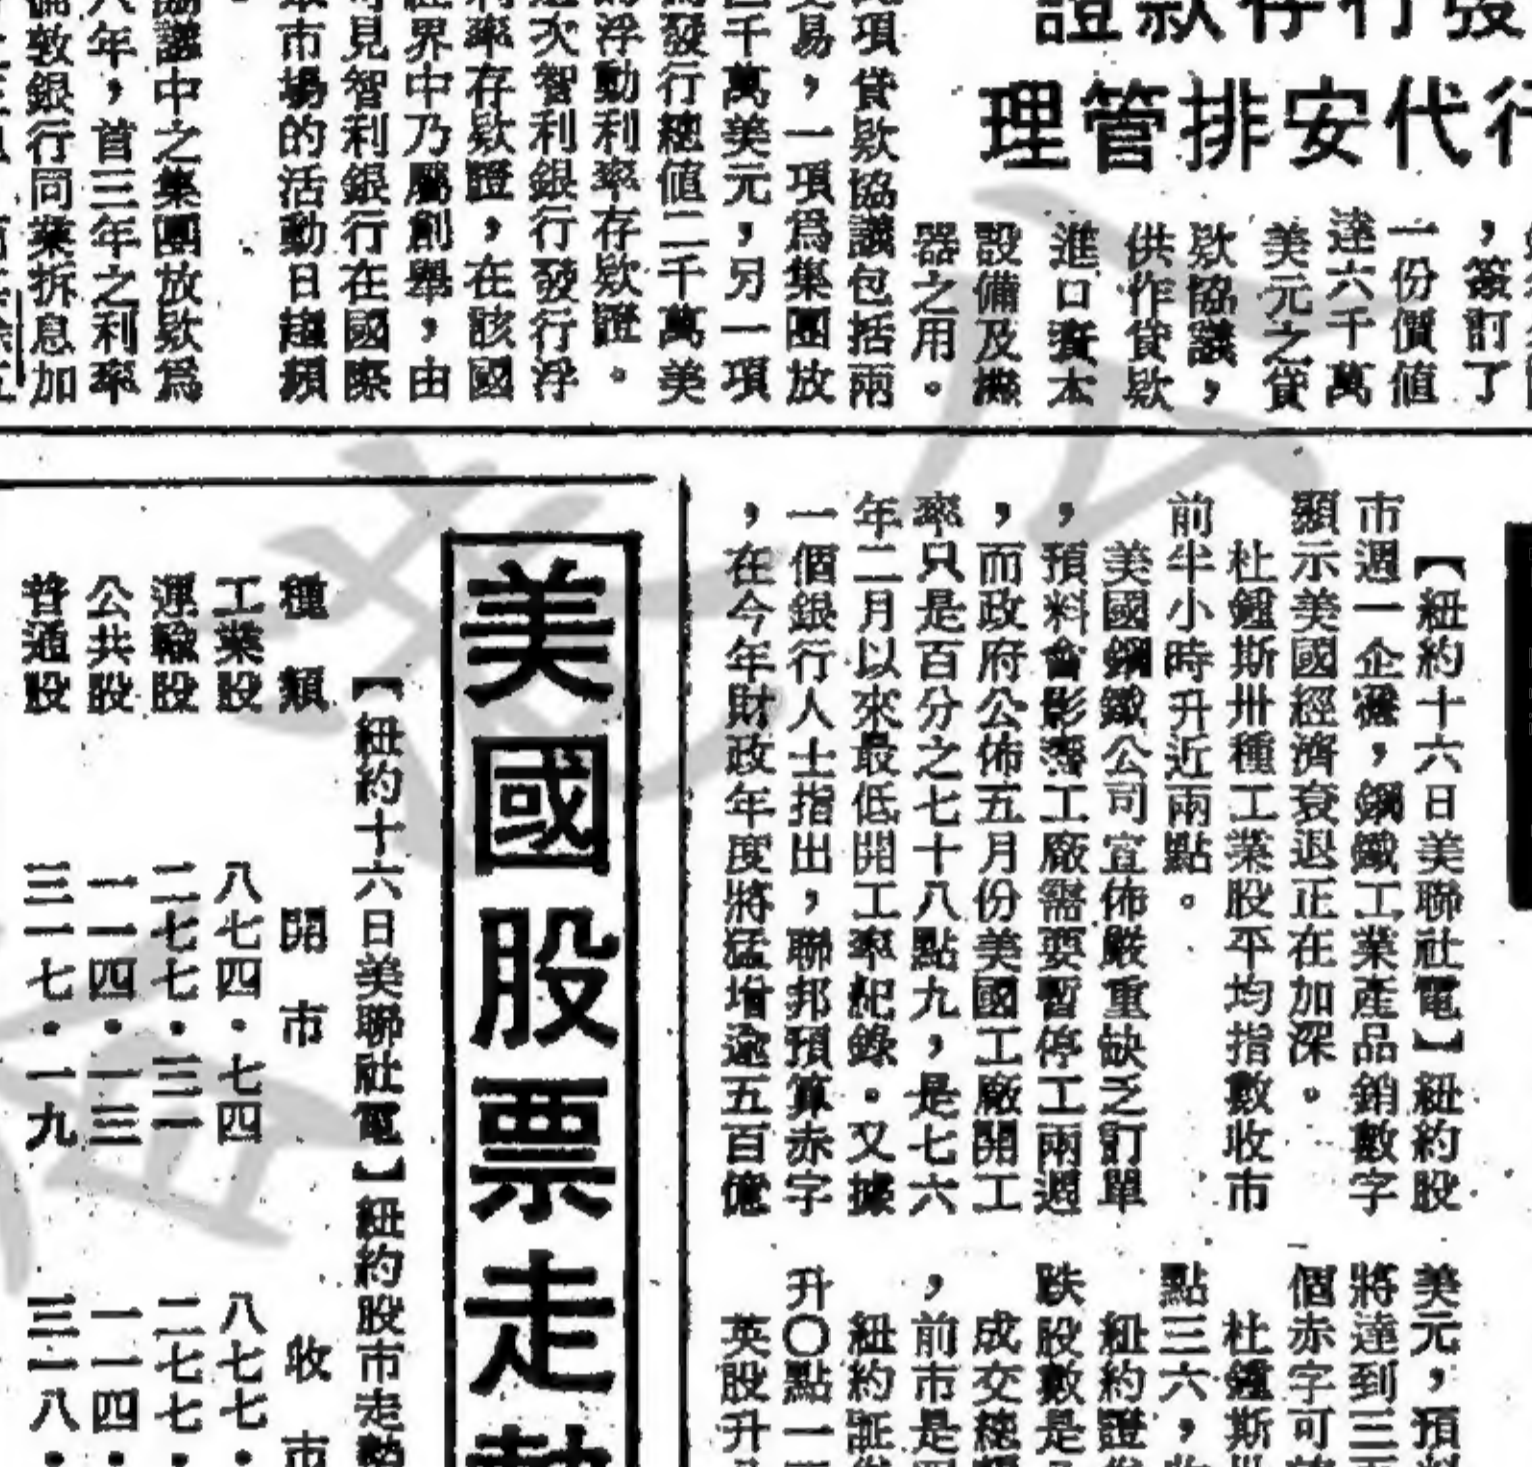 發行存款證
行代安排管理
，簽訂了
一份價值
達六千萬
美元之貸
款協議，
供作貸款
進口資本
設備及機
器之用。
項貸款協議包括兩
易，一項爲集團放
千萬美元，另一項
發行總值二千萬美
浮動利率存款證。
次智利銀行發行浮
利率存款證，在該國
界中乃屬創舉，由
見智利銀行在國際
市場的活動日趨頻
協議中之集團放款爲
年，首三年之利率
敦銀行同業拆息加
【紐約十六日美聯社電】紐約股
市週一企穩，鋼鐵工業產品銷數字
顯示美國經濟衰退正在加深。
杜鍾斯卅種工業股平均指數收市
前半小時升近兩點。
美國鋼鐵公司宣佈嚴重缺乏訂單
，預料會影響工廠需要暫停工兩週
，而政府公佈五月份美國工廠開工
率只是百分之七十八點九，是七六
年二月以來最低開工率紀錄。又據
一個銀行人士指出，聯邦預算赤字
，在今年財政年度將猛增逾五百億
美元，預
將達到三
個赤字可
杜鍾斯
點三六，
紐約證
跌股數是
成交總
，前市是
紐約証
升〇點一
英股升
美國股票走勢
【紐約十六日美聯社電】紐約股市走勢
種類 開市 收市
工業股 八七四・七四 八七七・
運輸股 二七七・三一 二七七・
公共股 一一四・一三 一一四・
普通股 三一七・一九 三一八・